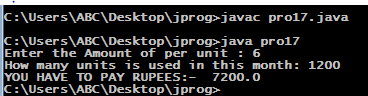 C:\Users\ABC\Desktop\jprog>javac pro17.java
C:\Users\ABC\Desktop\jprog>java pro17
Enter the Amount of per unit : 6
How many units is used in this month: 1200
YOU HAVE TO PAY RUPEES:-  7200.0
C:\Users\ABC\Desktop\jprog>